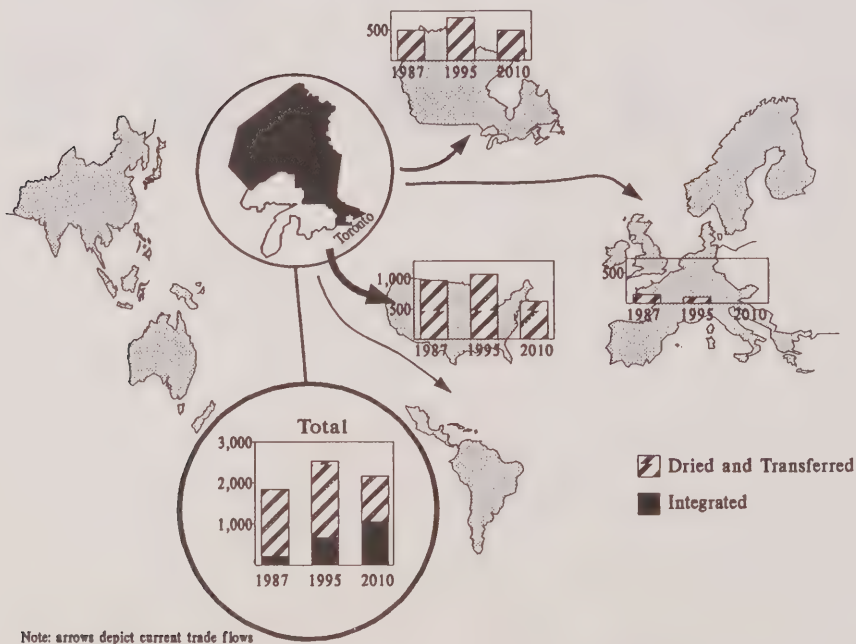 500
1987 1995 2010
Toronto
1,000
500
1987 1995 2010
500
1987 1995 2010
Total
3,000
2,000
1,000
1987 1995 2010
Dried and Transferred
Integrated
Note: arrows depict current trade flows